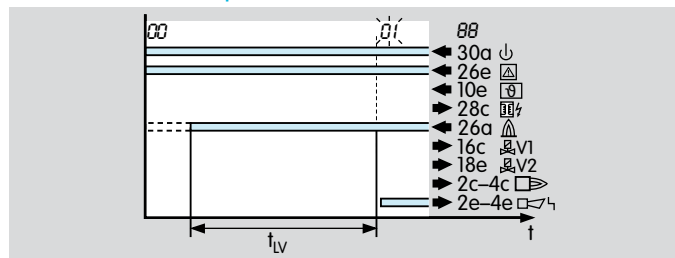 00 01 88
30a
26e
10e ϑ
28c
26a
16c V1
18e V2
2c–4c
2e–4e
t
tLV